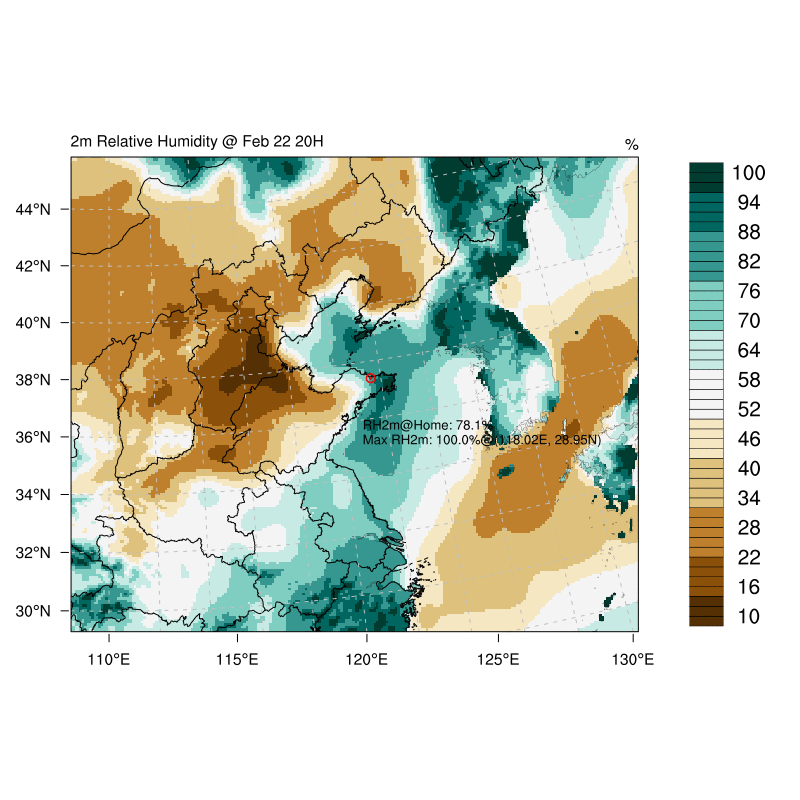 2m Relative Humidity @ Feb 22 20H
%
100
94
88
82
76
70
64
58
52
46
40
34
28
22
16
10
44°N
42°N
40°N
38°N
36°N
34°N
32°N
30°N
RH2m@Home: 78.1%
Max RH2m: 100.0%@(118.02E, 28.95N)
110°E
115°E
120°E
125°E
130°E